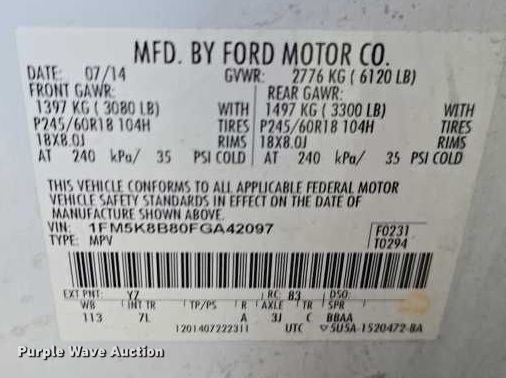 MFD. BY FORD MOTOR CO.
DATE: 07/14 GVWR: 2776 KG ( 6120 LB)
FRONT GAWR: REAR GAWR:
1397 KG ( 3080 LB) WITH 1497 KG ( 3300 LB) WITH
P245/60R18 104H TIRES P245/60R18 104H TIRES
18X8.0J RIMS 18X8.0J RIMS
AT 240 kPa/ 35 PSI COLD AT 240 kPa/ 35 PSI COLD
THIS VEHICLE CONFORMS TO ALL APPLICABLE FEDERAL MOTOR
VEHICLE SAFETY STANDARDS IN EFFECT ON THE DATE OF
MANUFACTURE SHOWN ABOVE.
VIN: 1FM5K8B80FGA42097 F0231
TYPE: MPV T0294
EXT PNT: YZ RC: 83 DSO:
WB INT TR TP/PS R AXLE TR SPR
113 7L A 3J C BBAA
1201407222311 UTC 5U5A-1520472-BA
Purple Wave Auction